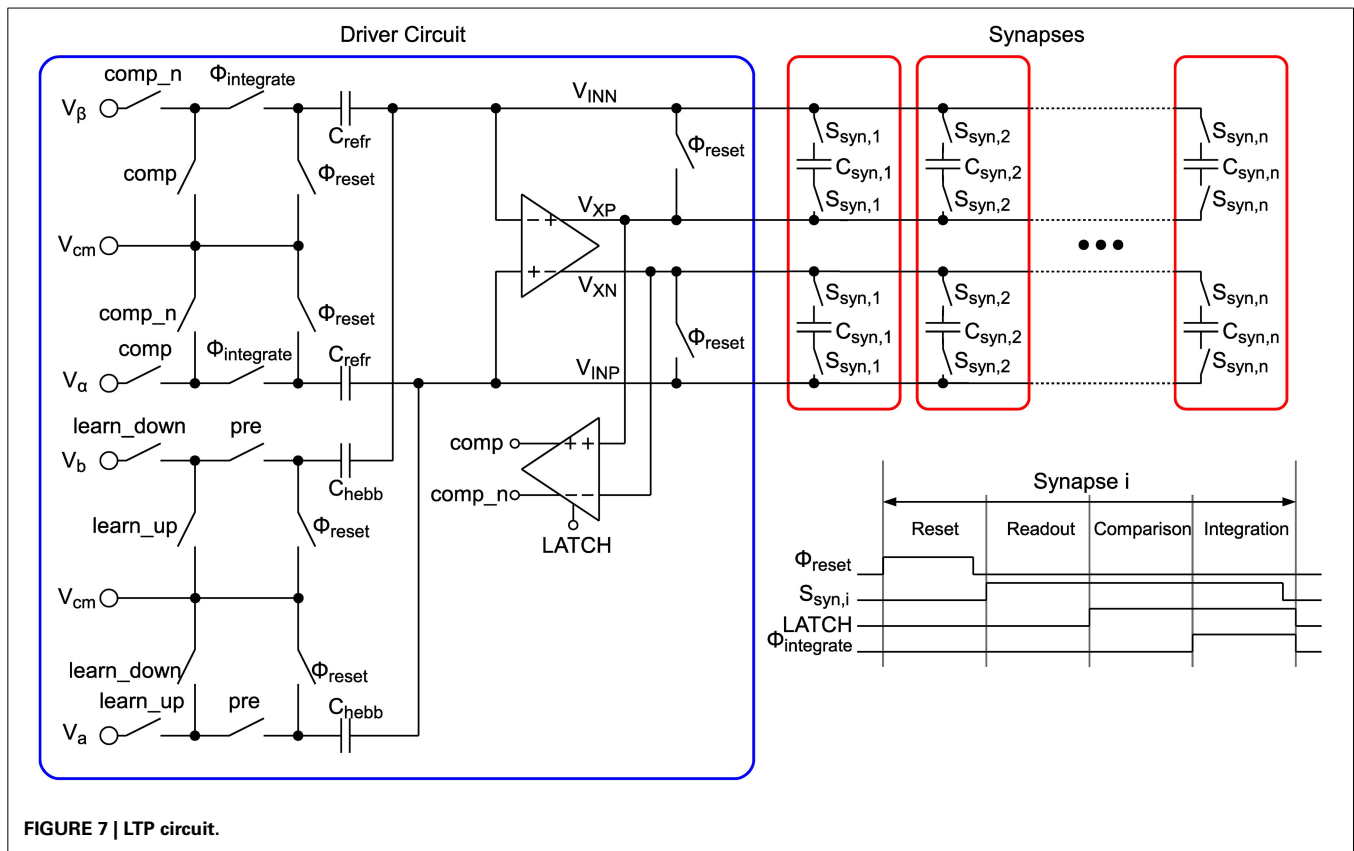 Driver Circuit
Synapses
comp_n
Φintegrate
Vβ
Crefr
VINN
comp
Φreset
Φreset
Ssyn,1
Csyn,1
Ssyn,1
Ssyn,2
Csyn,2
Ssyn,2
Ssyn,n
Csyn,n
Ssyn,n
VXP
Vcm
− +
+ −
VXN
comp_n
Φreset
Φreset
Ssyn,1
Csyn,1
Ssyn,1
Ssyn,2
Csyn,2
Ssyn,2
Ssyn,n
Csyn,n
Ssyn,n
comp
Φintegrate
Crefr
Vα
VINP
learn_down
pre
Vb
Chebb
comp
+ +
comp_n
− −
LATCH
learn_up
Φreset
Vcm
learn_down
Φreset
learn_up
pre
Chebb
Va
Synapse i
Reset
Readout
Comparison
Integration
Φreset
Ssyn,i
LATCH
Φintegrate
FIGURE 7 | LTP circuit.